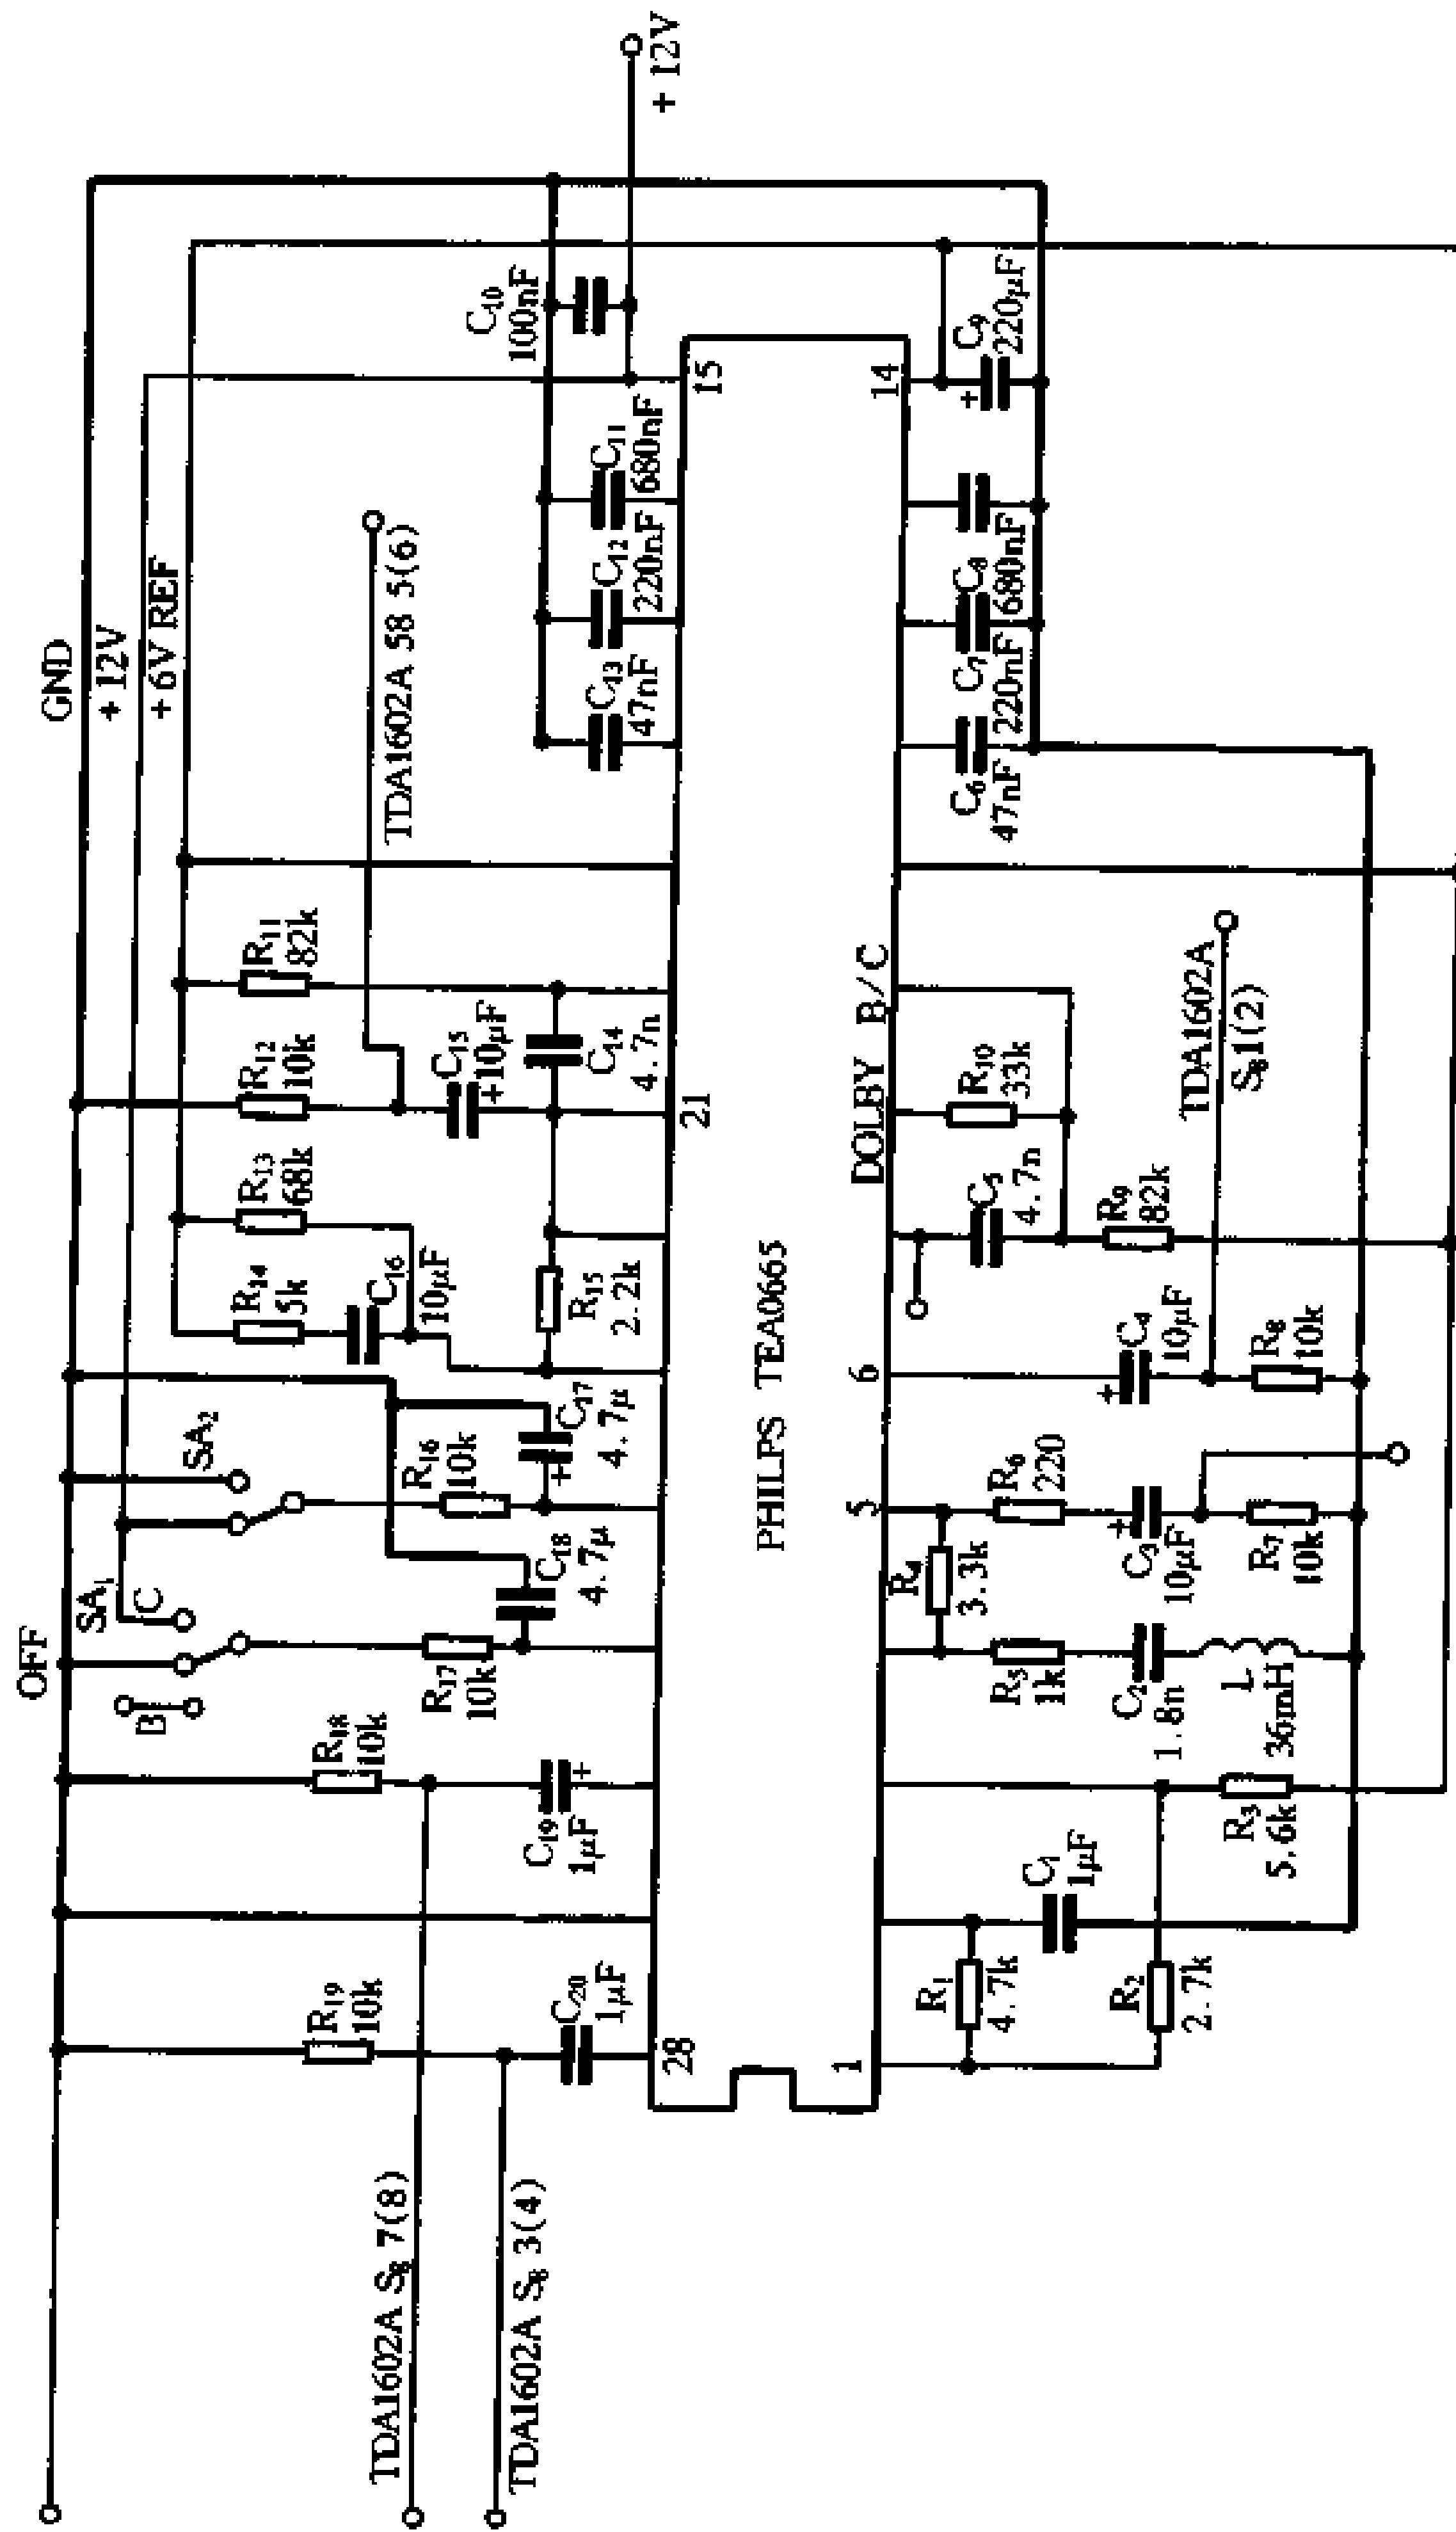 OFF
GND
+ 12V
+ 6V REF
SA₁
C
B
SA₂
R₁₉
10k
R₁₈
10k
R₁₇
10k
R₁₆
10k
R₁₄
5k
R₁₃
68k
R₁₂
10k
R₁₁
82k
TDA1602A 58 5(6)
C₁₀
100nF
+ 12V
TDA1602A S₈ 7(8)
TDA1602A S₈ 3(4)
C₂₀
1μF
C₁₉
1μF
+
C₁₈
4.7μ
C₁₇
4.7μ
+
C₁₆
10μF
R₁₅
2.2k
C₁₅
+10μF
C₁₄
4.7n
C₁₃
47nF
C₁₂
220nF
C₁₁
680nF
28
21
15
PHILPS TEA0665
DOLBY B/C
1
5
6
14
R₁
4.7k
C₁
1μF
R₂
2.7k
R₃
5.6k
R₄
3.3k
R₅
1k
C₂
1.8n
L
36mH
R₆
220
+
C₃
10μF
R₇
10k
+
C₄
10μF
R₈
10k
C₅
4.7n
R₉
82k
R₁₀
33k
TDA1602A
S₈1(2)
C₆
47nF
C₇
220nF
C₈
680nF
+
C₉
220μF